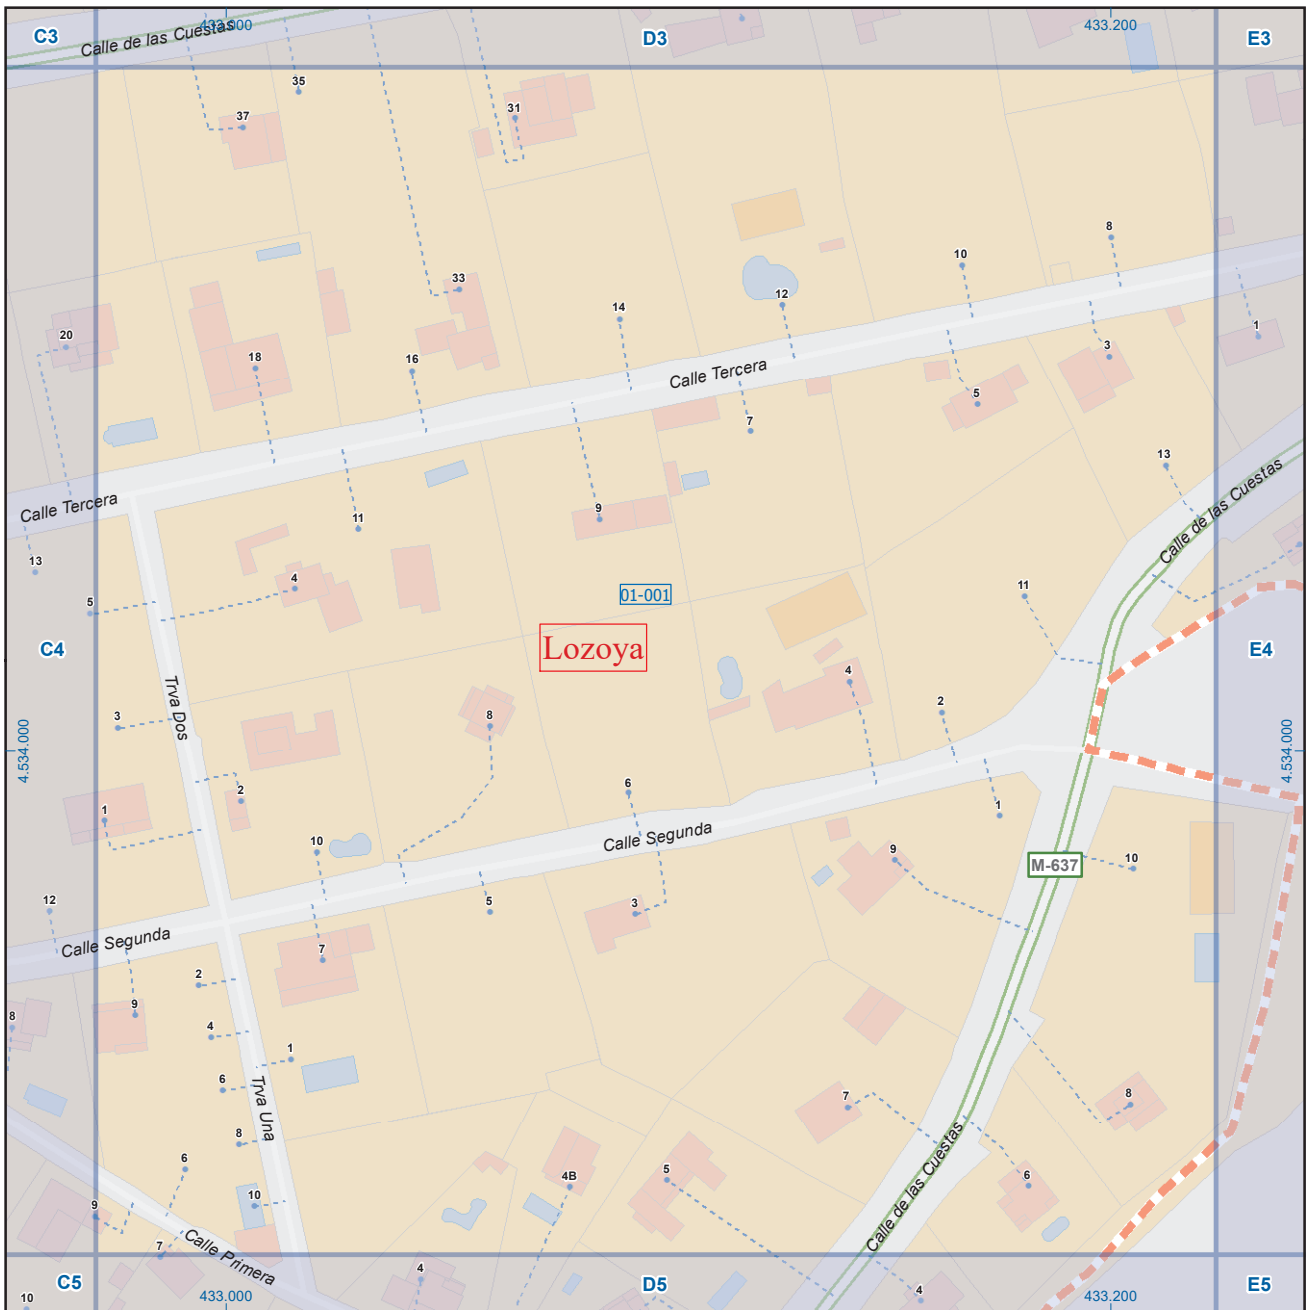 C3
433.000
D3
433.200
E3
Calle de las Cuestas
35
37
31
33
8
10
14
12
20
18
16
1
3
5
7
Calle Tercera
Calle Tercera
13
9
11
13
Calle de las Cuestas
4
5
11
01-001
Lozoya
C4
E4
Trva Dos
4
2
3
8
4.534.000
4.534.000
6
2
1
1
10
Calle Segunda
9
M-637
10
12
5
3
Calle Segunda
7
2
9
8
4
1
6
Trva Una
7
8
8
6
4B
5
6
10
9
Calle de las Cuestas
7
Calle Primera
C5
4
D5
4
E5
10
433.000
433.200